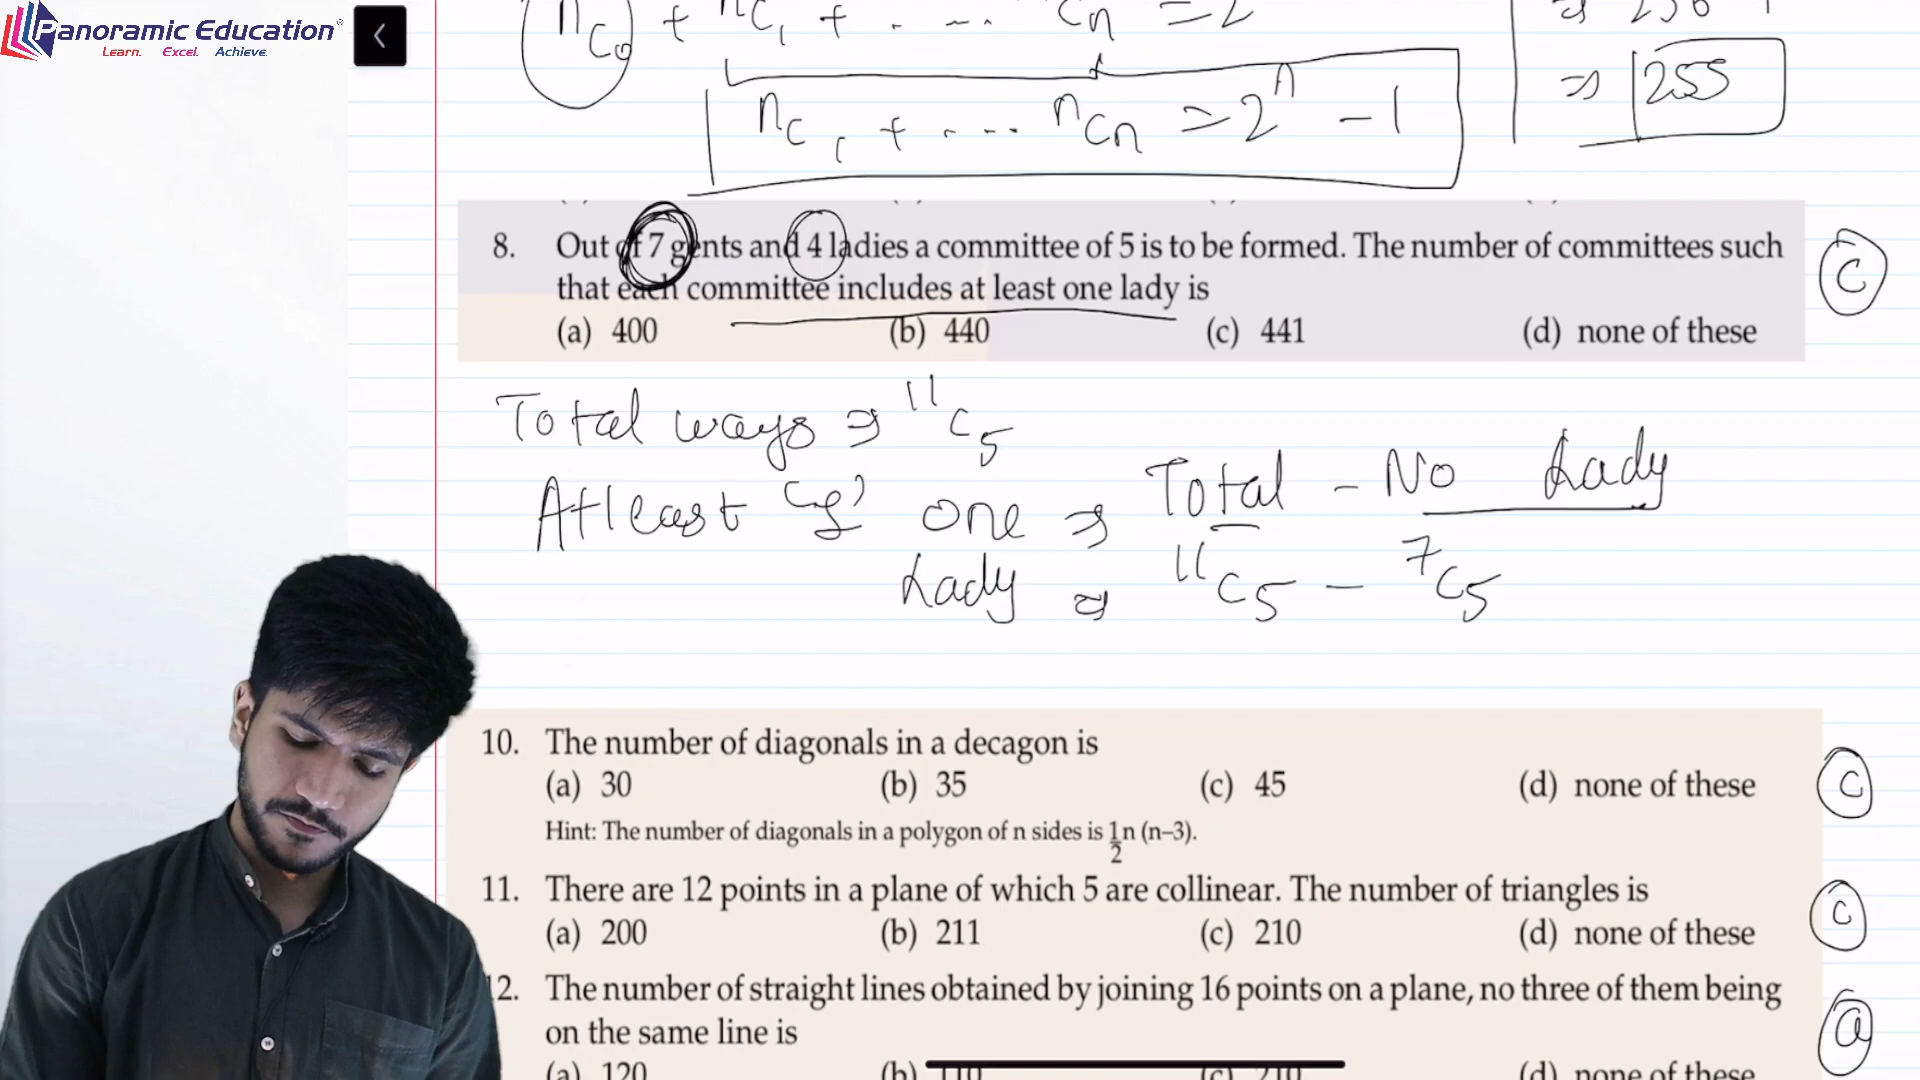 Panoramic Education®
Learn. Excel. Achieve.
nC0 + nC1 + . ... Cn = 2
⇒ 255
nC1 + .... nCn = 2^n - 1
8. Out of 7 gents and 4 ladies a committee of 5 is to be formed. The number of committees such
that each committee includes at least one lady is
(a) 400 (b) 440 (c) 441 (d) none of these
C
Total ways ⇒ 11C5
Atleast one ⇒ Total - No Lady
Lady ⇒ 11C5 - 7C5
10. The number of diagonals in a decagon is
(a) 30 (b) 35 (c) 45 (d) none of these
C
Hint: The number of diagonals in a polygon of n sides is 1/2 n (n–3).
11. There are 12 points in a plane of which 5 are collinear. The number of triangles is
(a) 200 (b) 211 (c) 210 (d) none of these
C
12. The number of straight lines obtained by joining 16 points on a plane, no three of them being
on the same line is
a
(a) 120 (b) 110 (c) 210 (d) none of these